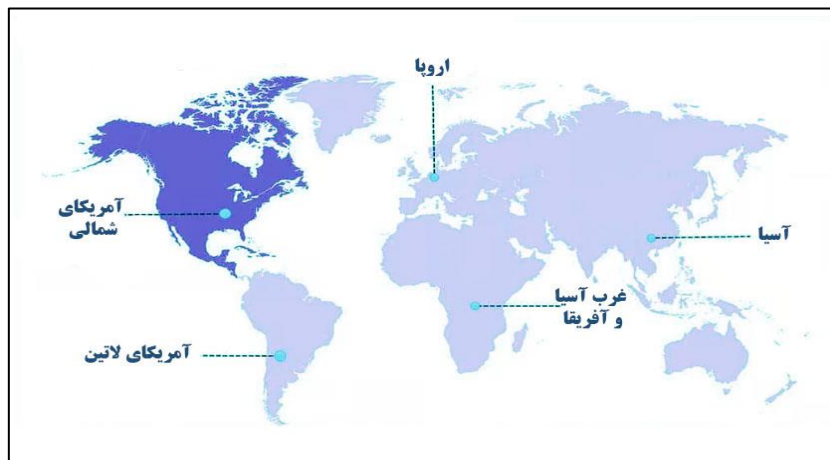 اروپا
آمریکای
شمالی
آسیا
غرب آسیا
و آفریقا
آمریکای لاتین